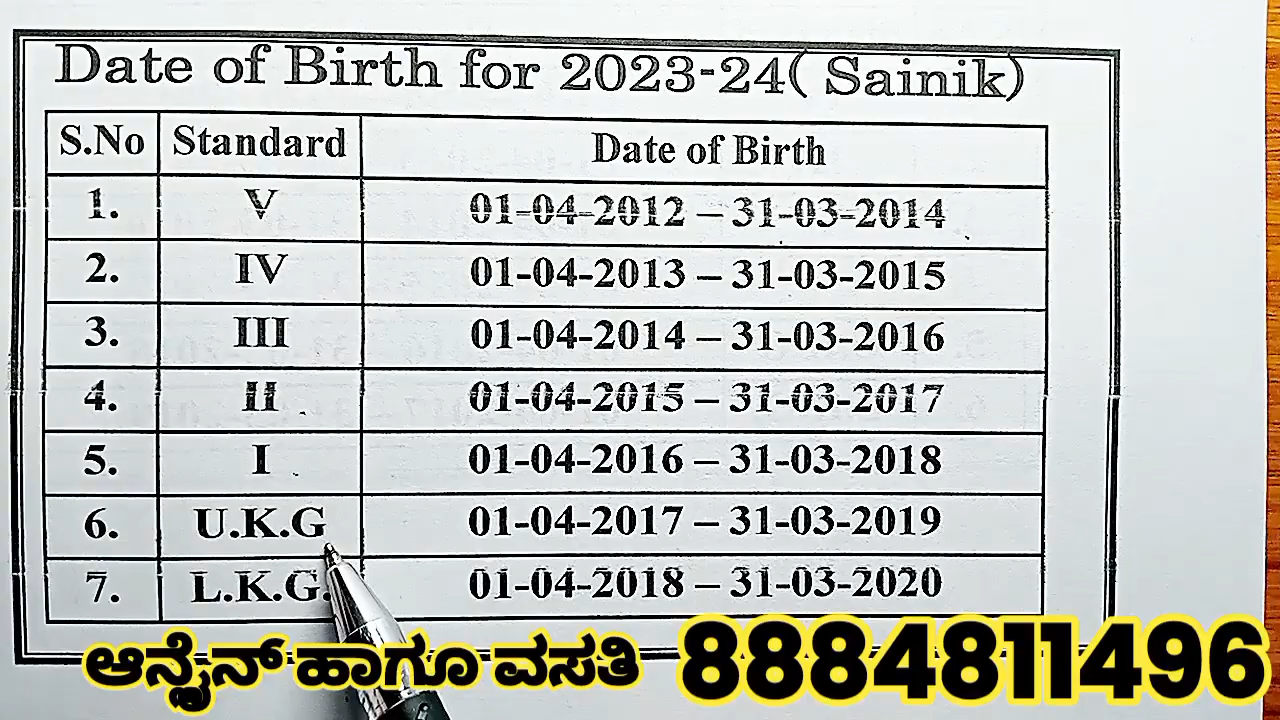 Date of Birth for 2023-24( Sainik)
S.No Standard Date of Birth
1. V 01-04-2012 – 31-03-2014
2. IV 01-04-2013 – 31-03-2015
3. III 01-04-2014 – 31-03-2016
4. II 01-04-2015 – 31-03-2017
5. I 01-04-2016 – 31-03-2018
6. U.K.G 01-04-2017 – 31-03-2019
7. L.K.G. 01-04-2018 – 31-03-2020
ಆನ್ಲೈನ್ ಹಾಗೂ ವಸತಿ 8884811496